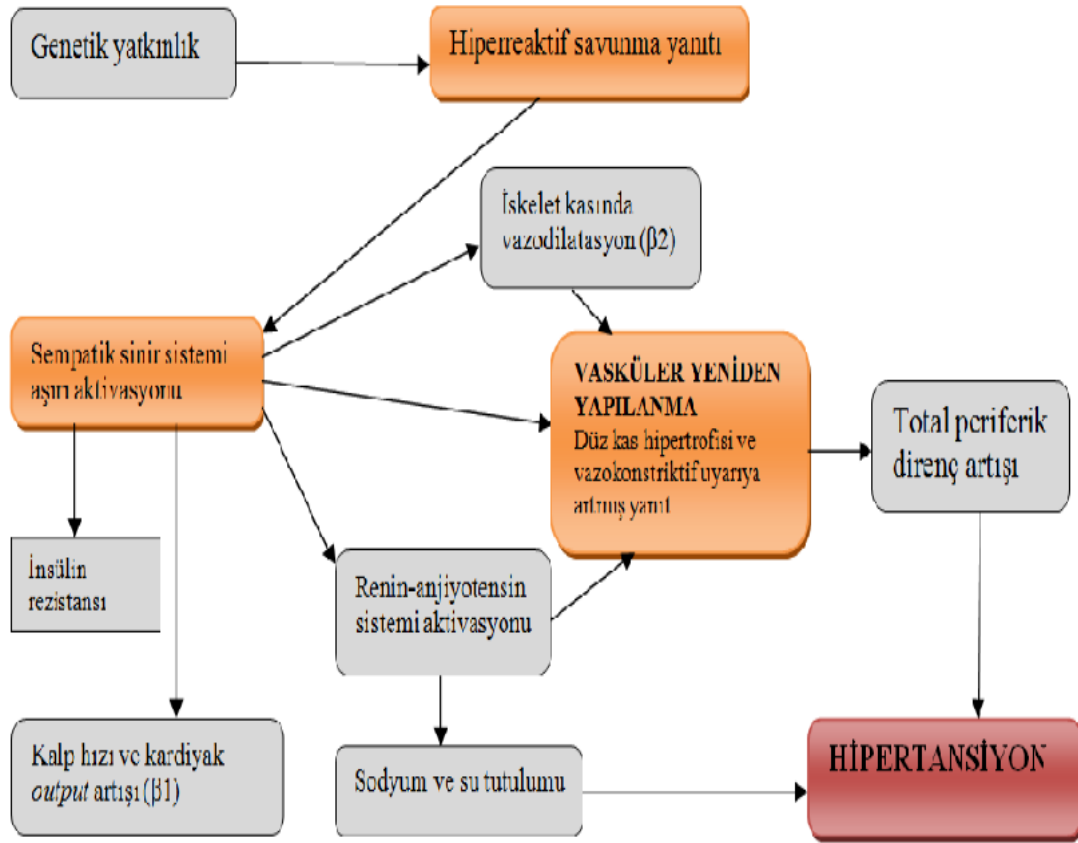 Genetik yatkınlık
Hiperreaktif savunma yanıtı
İskelet kasında
vazodilatasyon (β2)
Sempatik sinir sistemi
aşırı aktivasyonu
VASKÜLER YENİDEN
YAPILANMA
Düz kas hipertrofisi ve
vazokonstriktif uyarıya
artmış yanıt
Total periferik
direnç artışı
İnsülin
rezistansı
Renin-anjiyotensin
sistemi aktivasyonu
Kalp hızı ve kardiyak
output artışı (β1)
Sodyum ve su tutulumu
HİPERTANSİYON